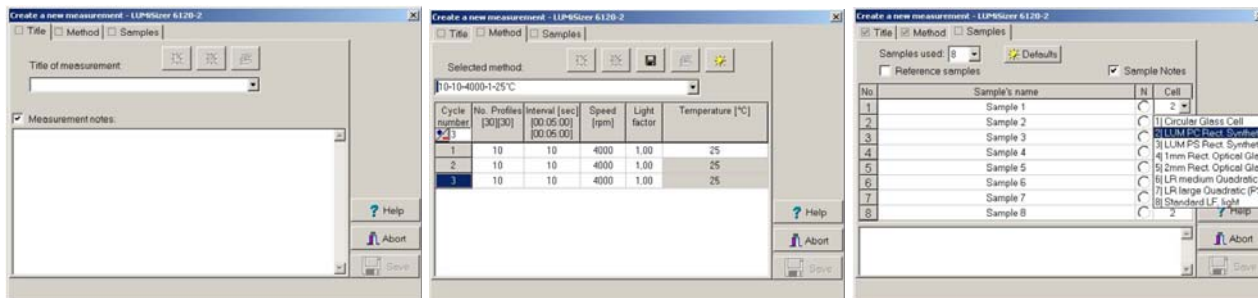 Create a new measurement - LUMiSizer 6120-2
Title Method Samples
Title of measurement:
Measurement notes:
? Help
Abort
Save
Create a new measurement - LUMiSizer 6120-2
Title Method Samples
Selected method:
10-10-4000-1-25°C
Cycle number No. Profiles [30][30] Interval [sec] [00:05:00] [00:05:00] Speed [rpm] Light factor Temperature [°C]
3
1 10 10 4000 1,00 25
2 10 10 4000 1,00 25
3 10 10 4000 1,00 25
? Help
Abort
Save
Create a new measurement - LUMiSizer 6120-2
Title Method Samples
Samples used: 8 Defaults
Reference samples Sample Notes
No. Sample's name N Cell
1 Sample 1 2
2 Sample 2
3 Sample 3
4 Sample 4
5 Sample 5
6 Sample 6
7 Sample 7
8 Sample 8 2
1| Circular Glass Cell
2| LUM PC Rect. Synthet
3| LUM PS Rect. Synthet
4| 1mm Rect. Optical Gla
5| 2mm Rect. Optical Gla
6| LR medium Quadratic
7| LR large Quadratic (PS
8| Standard LF, light
? Help
Abort
Save